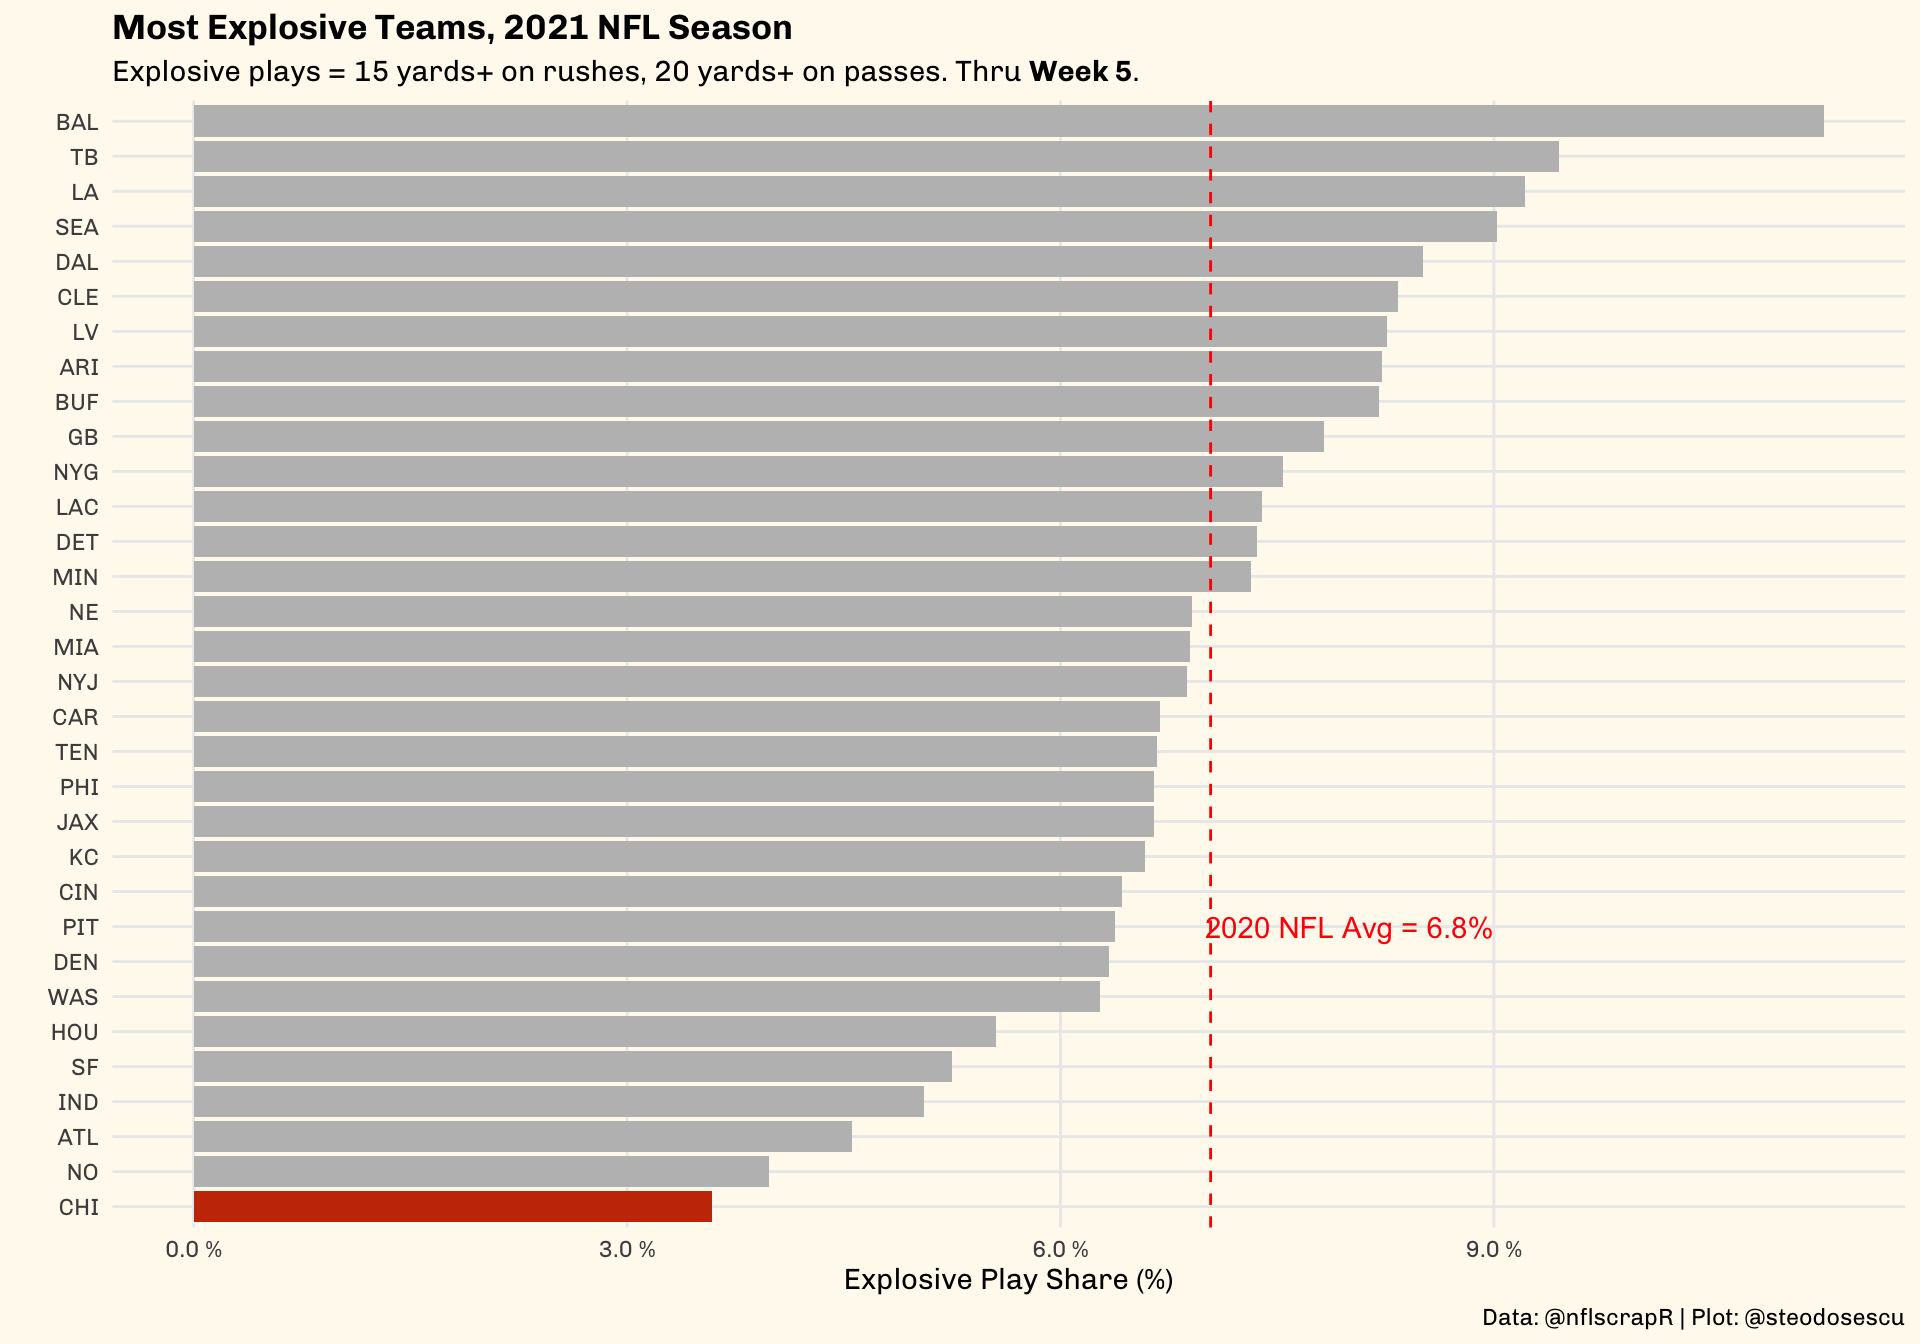 Most Explosive Teams, 2021 NFL Season
Explosive plays = 15 yards+ on rushes, 20 yards+ on passes. Thru Week 5.
BAL
TB
LA
SEA
DAL
CLE
LV
ARI
BUF
GB
NYG
LAC
DET
MIN
NE
MIA
NYJ
CAR
TEN
PHI
JAX
KC
CIN
PIT
2020 NFL Avg = 6.8%
DEN
WAS
HOU
SF
IND
ATL
NO
CHI
0.0 % 3.0 % 6.0 % 9.0 %
Explosive Play Share (%)
Data: @nflscrapR | Plot: @steodosescu